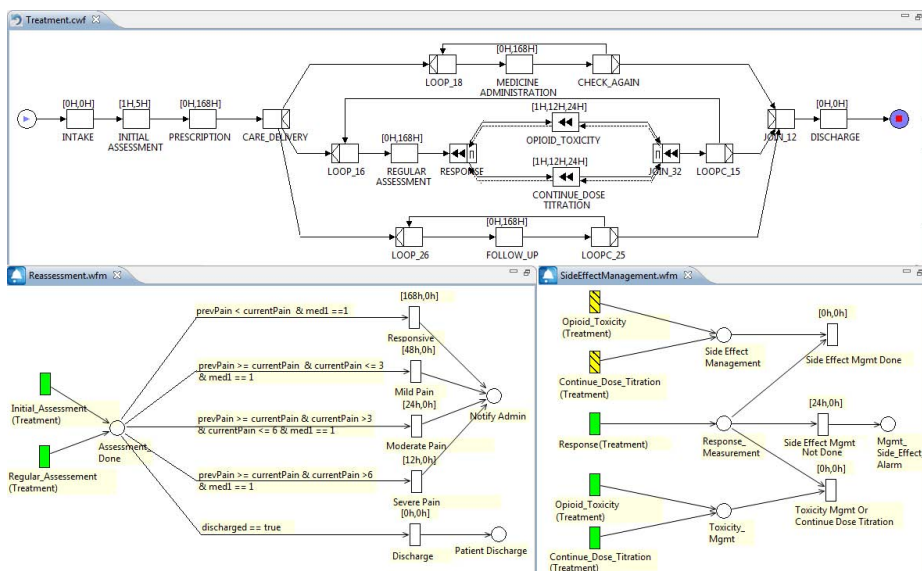 Treatment.cwf
[0H,168H]
LOOP_18
MEDICINE
ADMINISTRATION
CHECK_AGAIN
[0H,0H]
[1H,5H]
[0H,168H]
INTAKE
INITIAL
ASSESSMENT
PRESCRIPTION
CARE_DELIVERY
[1H,12H,24H]
OPIOID_TOXICITY
[0H,168H]
LOOP_16
REGULAR
ASSESSMENT
RESPONSE
[1H,12H,24H]
CONTINUE_DOSE
TITRATION
JOIN_32
LOOPC_15
JOIN_12
[0H,0H]
DISCHARGE
[0H,168H]
LOOP_26
FOLLOW_UP
LOOPC_25
Reassessment.wfm
[168h,0h]
prevPain < currentPain & med1 ==1
Responsive
[48h,0h]
prevPain >= currentPain & currentPain <= 3
& med1 == 1
Mild Pain
Initial_Assessment
(Treatment)
[24h,0h]
prevPain >= currentPain & currentPain >3
& currentPain <= 6 & med1 == 1
Moderate Pain
Notify Admin
Assessment_
Done
Regular_Assessement
(Treatment)
[12h,0h]
prevPain >= currentPain & currentPain >6
& med1 == 1
Severe Pain
[0h,0h]
discharged == true
Discharge
Patient Discharge
SideEffectManagement.wfm
Opioid_Toxicity
(Treatment)
[0h,0h]
Side Effect
Management
Side Effect Mgmt Done
Continue_Dose_Titration
(Treatment)
[24h,0h]
Response(Treatment)
Response_
Measurement
Side Effect Mgmt
Not Done
Mgmt_
Side_Effect
Alarm
[0h,0h]
Opioid_Toxicity
(Treatment)
Toxicity_
Mgmt
Toxicity Mgmt Or
Continue Dose Titration
Continue_Dose_Titration
(Treatment)